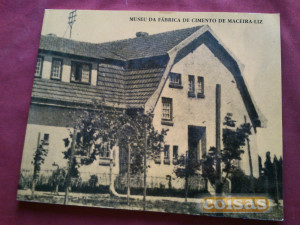 MUSEU DA FÁBRICA DE CIMENTO DE MACEIRA-LIZ
coisas